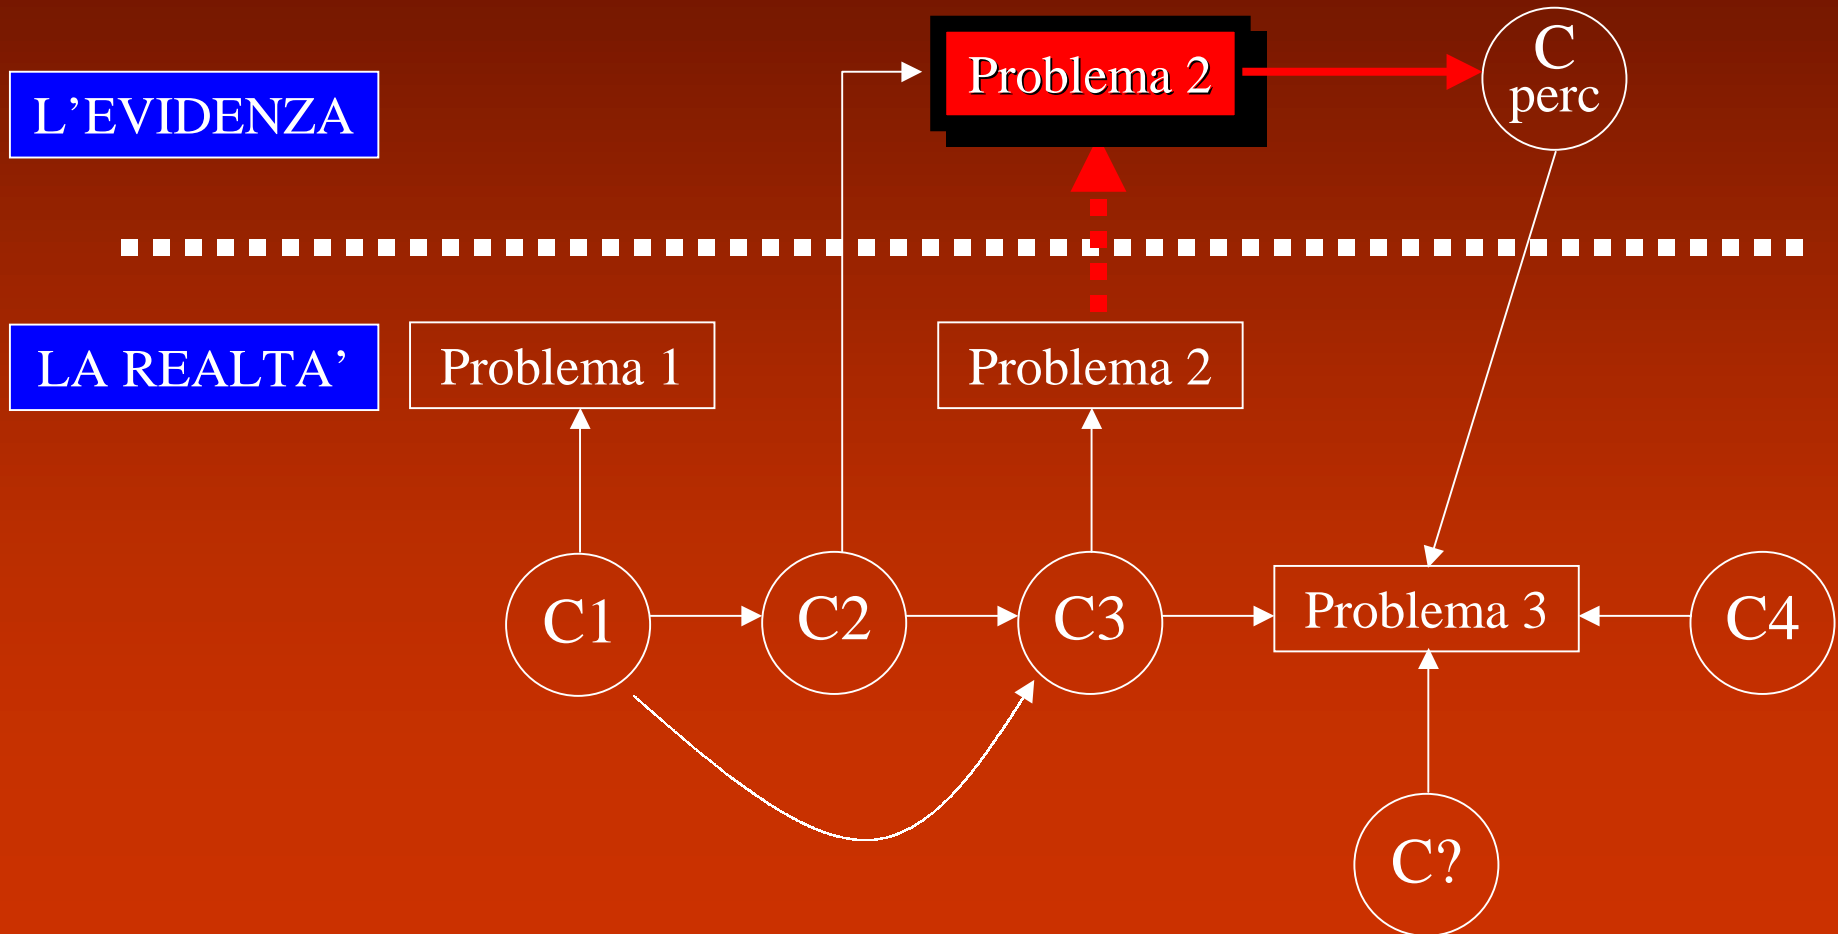 Problema 2
C
perc
L’EVIDENZA
LA REALTA’
Problema 1
Problema 2
C1
C2
C3
Problema 3
C4
C?